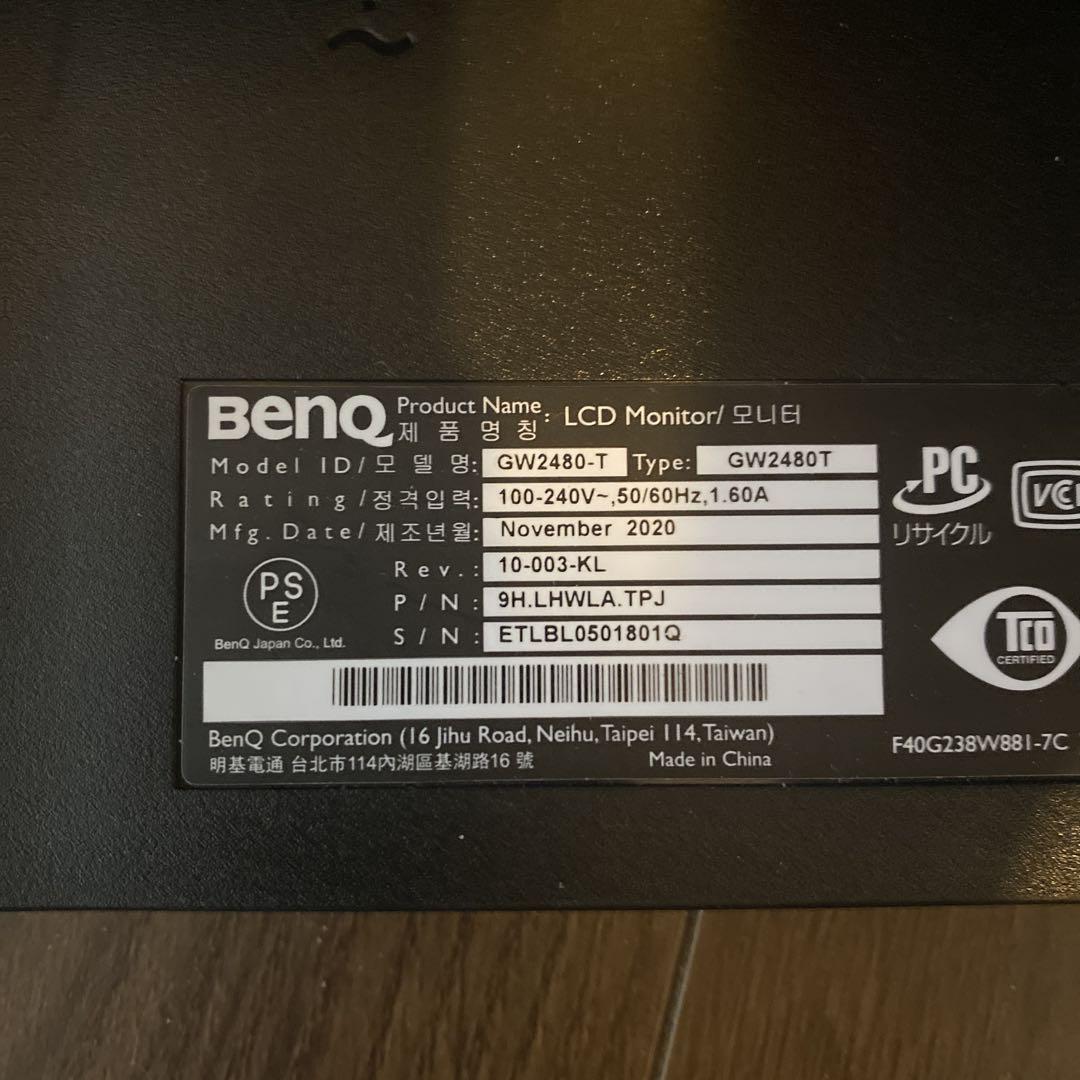 BenQ Product Name : LCD Monitor/ 모니터
제 품 명 칭
Model ID/모 델 명: GW2480-T Type: GW2480T
Rating/정격입력: 100-240V~,50/60Hz,1.60A
Mfg. Date/제조년월: November 2020
Rev.: 10-003-KL
P/N: 9H.LHWLA.TPJ
S/N: ETLBL0501801Q
PS
E
BenQ Japan Co., Ltd.
PC
リサイクル
TCO
CERTIFIED
BenQ Corporation (16 Jihu Road, Neihu, Taipei 114, Taiwan)
明基電通 台北市114內湖區基湖路16 號
Made in China
F40G238W881-7C